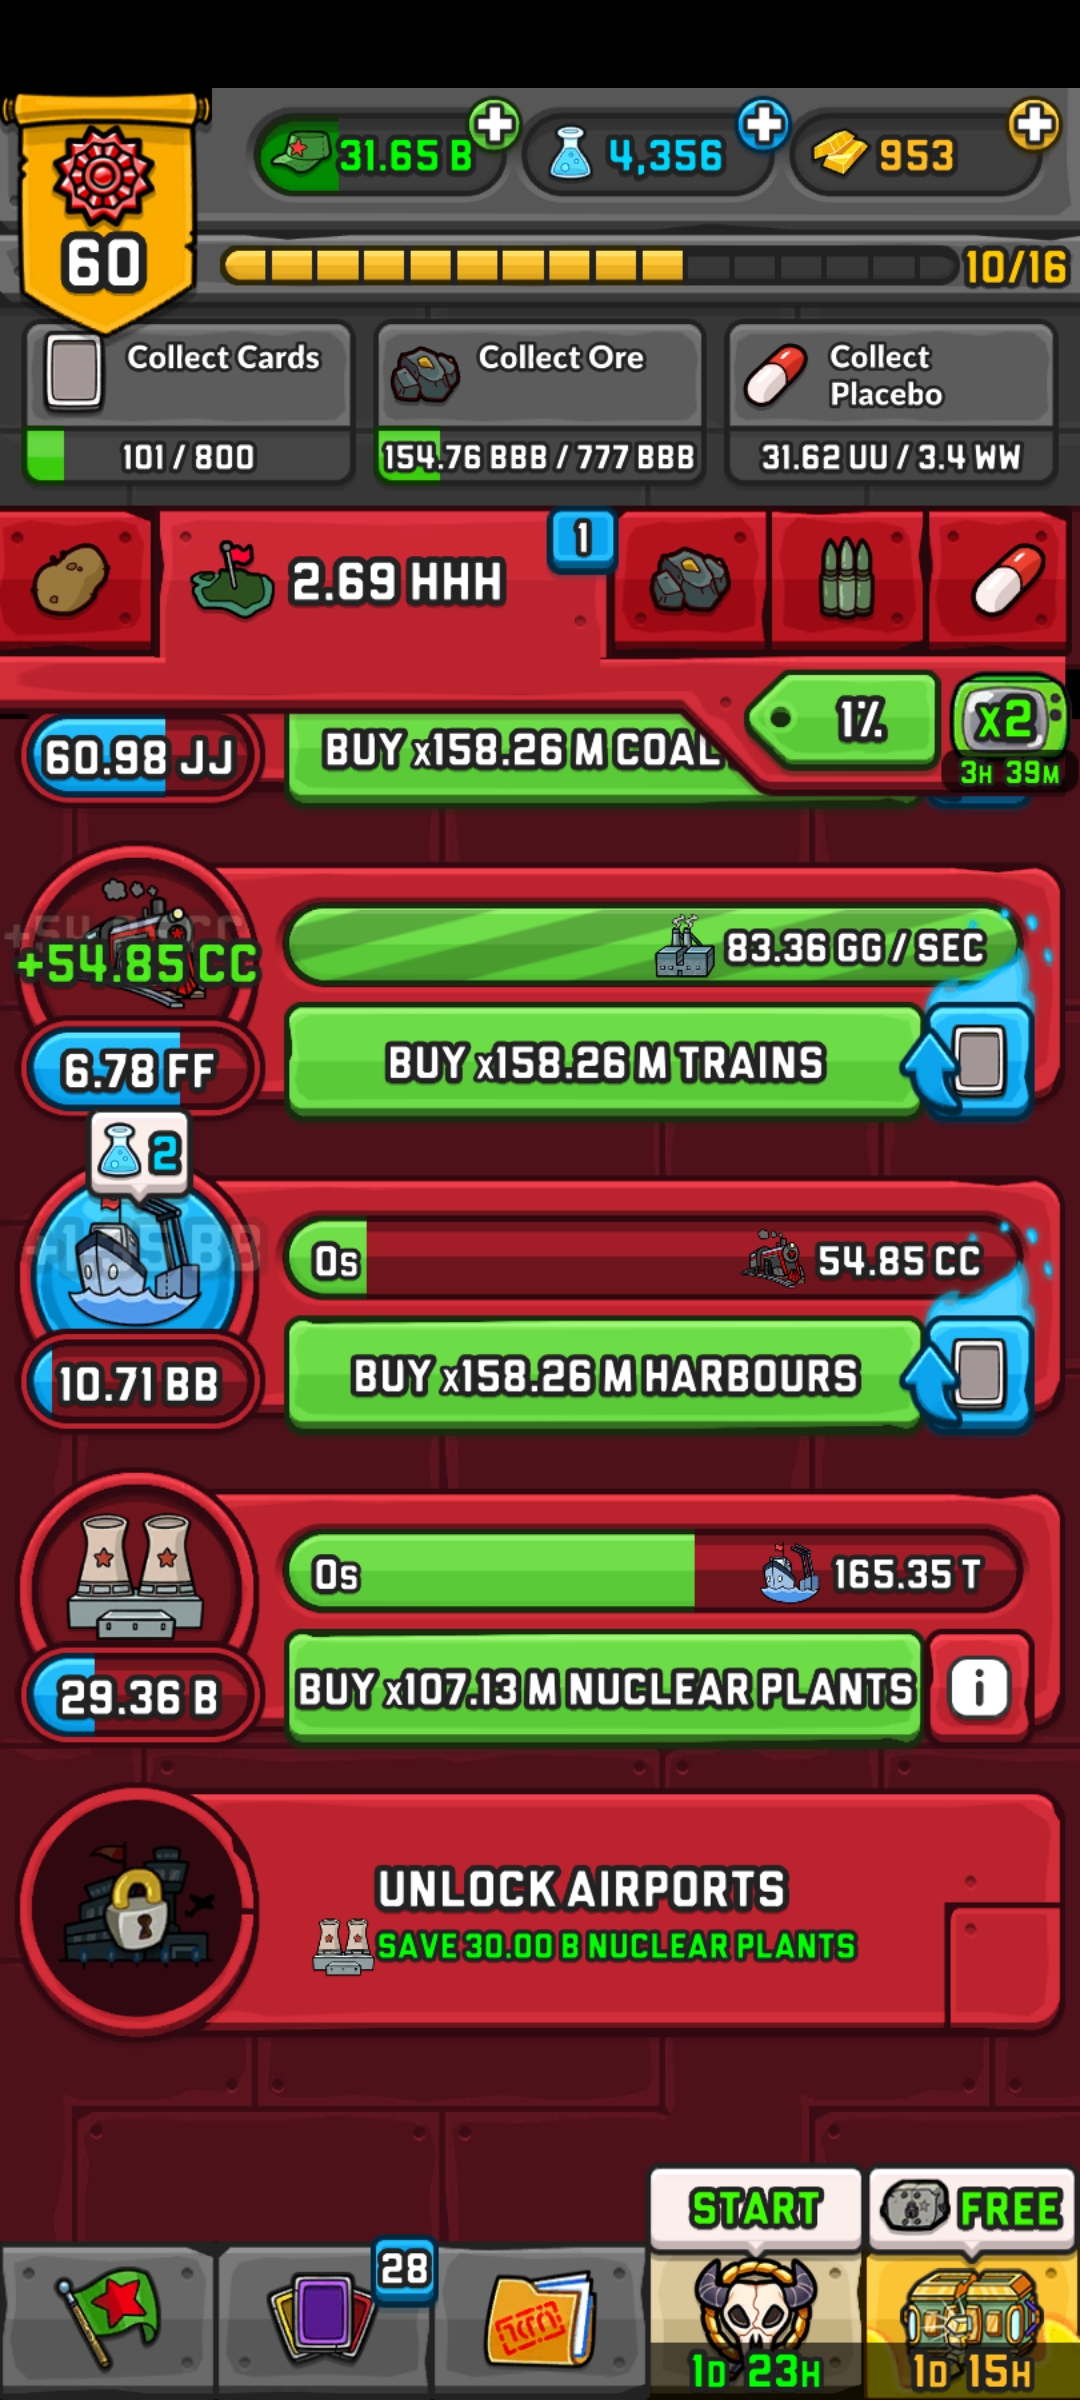 60
31.65 B
4,356
953
10/16
Collect Cards
101 / 800
Collect Ore
154.76 BBB / 777 BBB
Collect
Placebo
31.62 UU / 3.4 WW
2.69 HHH
1
1%
x2
3H 39M
60.98 JJ
BUY x158.26 M COAL
+54.85 CC
83.36 GG / SEC
6.78 FF
BUY x158.26 M TRAINS
2
0s
54.85 CC
10.71 BB
BUY x158.26 M HARBOURS
0s
165.35 T
29.36 B
BUY x107.13 M NUCLEAR PLANTS
i
UNLOCK AIRPORTS
SAVE 30.00 B NUCLEAR PLANTS
START
FREE
28
1D 23H
1D 15H